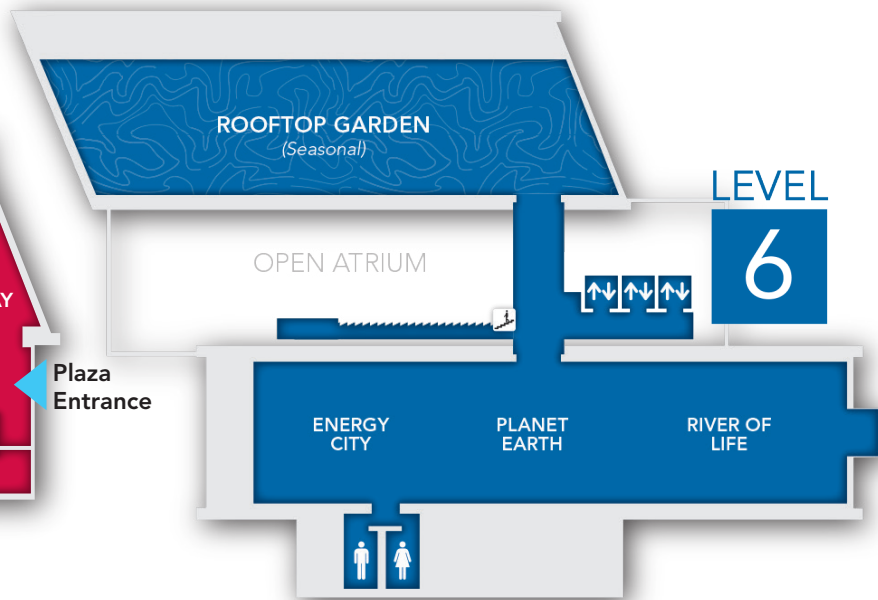 ROOFTOP GARDEN
(Seasonal)
LEVEL
6
OPEN ATRIUM
Plaza
Entrance
ENERGY
CITY
PLANET
EARTH
RIVER OF
LIFE